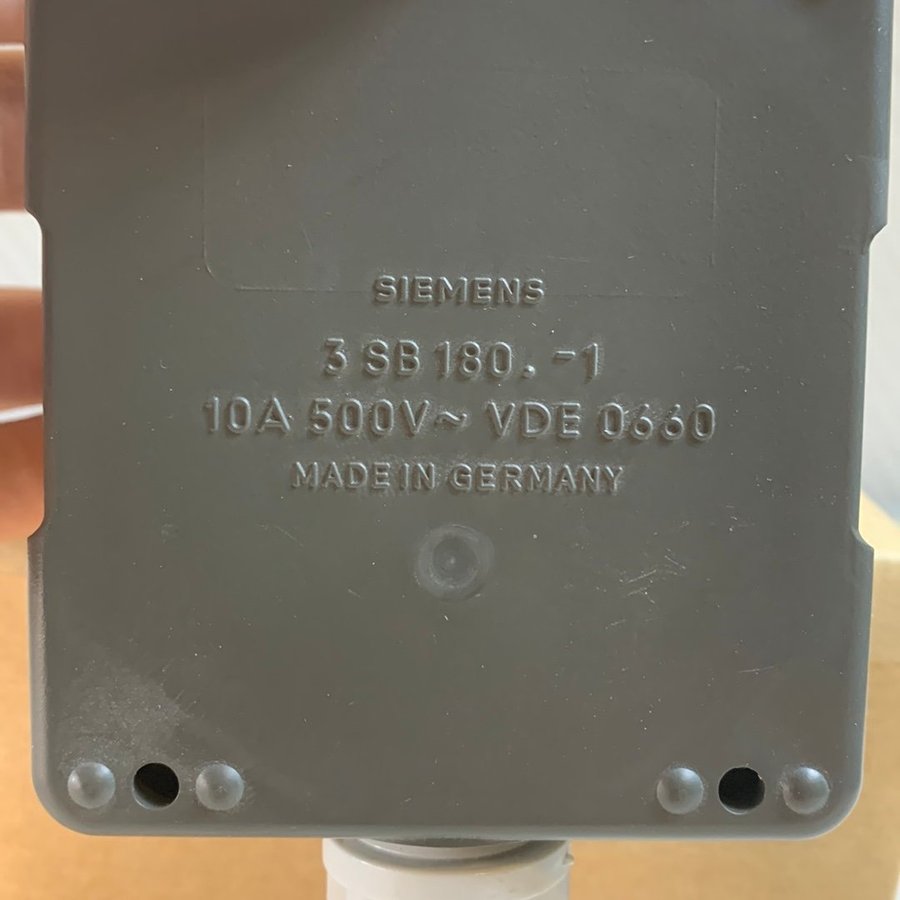 SIEMENS
3 SB 180. -1
10A 500V~ VDE 0660
MADE IN GERMANY